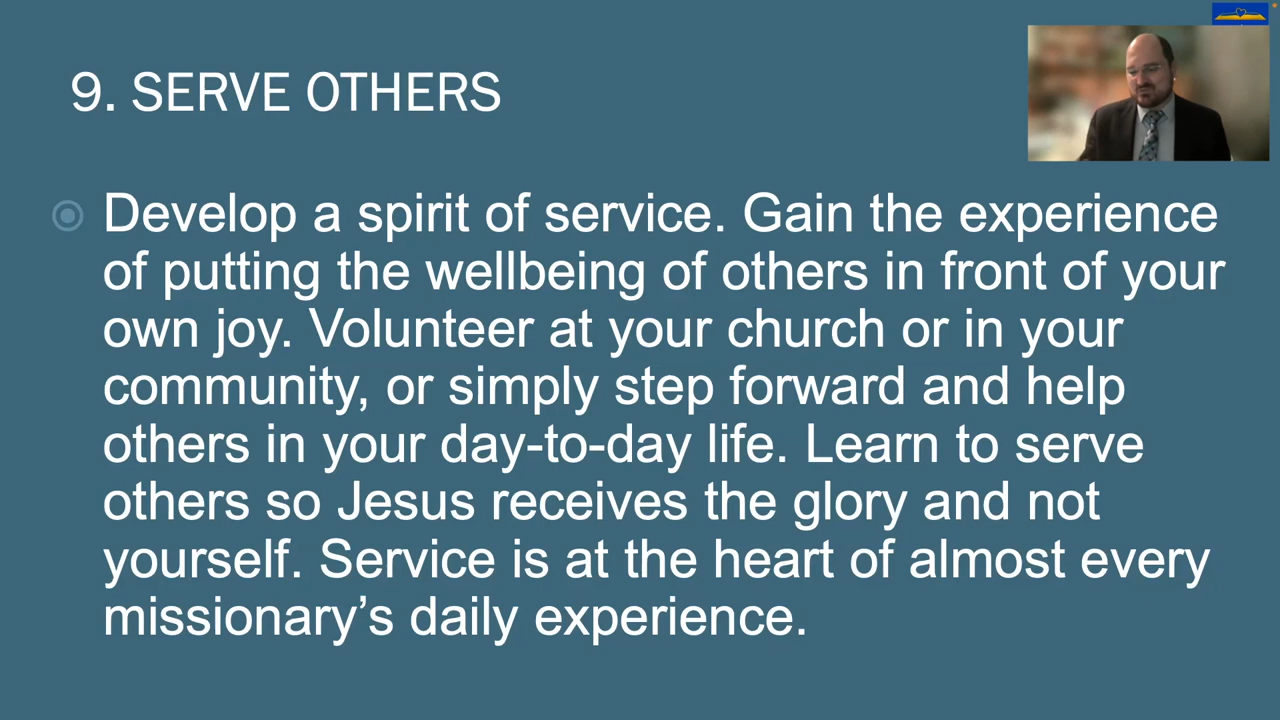 9. SERVE OTHERS
Develop a spirit of service. Gain the experience
of putting the wellbeing of others in front of your
own joy. Volunteer at your church or in your
community, or simply step forward and help
others in your day-to-day life. Learn to serve
others so Jesus receives the glory and not
yourself. Service is at the heart of almost every
missionary’s daily experience.